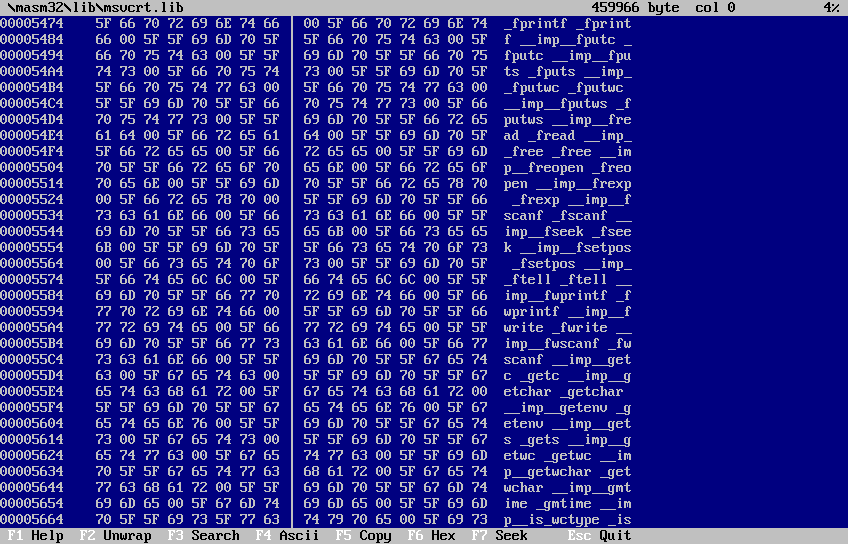 \masm32\lib\msvcrt.lib 459966 byte col 0 4%
00005474 5F 66 70 72 69 6E 74 66 00 5F 66 70 72 69 6E 74 _fprintf _fprint
00005484 66 00 5F 5F 69 6D 70 5F 5F 66 70 75 74 63 00 5F f __imp__fputc _
00005494 66 70 75 74 63 00 5F 5F 69 6D 70 5F 5F 66 70 75 fputc __imp__fpu
000054A4 74 73 00 5F 66 70 75 74 73 00 5F 5F 69 6D 70 5F ts _fputs __imp_
000054B4 5F 66 70 75 74 77 63 00 5F 66 70 75 74 77 63 00 _fputwc _fputwc
000054C4 5F 5F 69 6D 70 5F 5F 66 70 75 74 77 73 00 5F 66 __imp__fputws _f
000054D4 70 75 74 77 73 00 5F 5F 69 6D 70 5F 5F 66 72 65 putws __imp__fre
000054E4 61 64 00 5F 66 72 65 61 64 00 5F 5F 69 6D 70 5F ad _fread __imp_
000054F4 5F 66 72 65 65 00 5F 66 72 65 65 00 5F 5F 69 6D _free _free __im
00005504 70 5F 5F 66 72 65 6F 70 65 6E 00 5F 66 72 65 6F p__freopen _freo
00005514 70 65 6E 00 5F 5F 69 6D 70 5F 5F 66 72 65 78 70 pen __imp__frexp
00005524 00 5F 66 72 65 78 70 00 5F 5F 69 6D 70 5F 5F 66 _frexp __imp__f
00005534 73 63 61 6E 66 00 5F 66 73 63 61 6E 66 00 5F 5F scanf _fscanf __
00005544 69 6D 70 5F 5F 66 73 65 65 6B 00 5F 66 73 65 65 imp__fseek _fsee
00005554 6B 00 5F 5F 69 6D 70 5F 5F 66 73 65 74 70 6F 73 k __imp__fsetpos
00005564 00 5F 66 73 65 74 70 6F 73 00 5F 5F 69 6D 70 5F _fsetpos __imp_
00005574 5F 66 74 65 6C 6C 00 5F 66 74 65 6C 6C 00 5F 5F _ftell _ftell __
00005584 69 6D 70 5F 5F 66 77 70 72 69 6E 74 66 00 5F 66 imp__fwprintf _f
00005594 77 70 72 69 6E 74 66 00 5F 5F 69 6D 70 5F 5F 66 wprintf __imp__f
000055A4 77 72 69 74 65 00 5F 66 77 72 69 74 65 00 5F 5F write _fwrite __
000055B4 69 6D 70 5F 5F 66 77 73 63 61 6E 66 00 5F 66 77 imp__fwscanf _fw
000055C4 73 63 61 6E 66 00 5F 5F 69 6D 70 5F 5F 67 65 74 scanf __imp__get
000055D4 63 00 5F 67 65 74 63 00 5F 5F 69 6D 70 5F 5F 67 c _getc __imp__g
000055E4 65 74 63 68 61 72 00 5F 67 65 74 63 68 61 72 00 etchar _getchar
000055F4 5F 5F 69 6D 70 5F 5F 67 65 74 65 6E 76 00 5F 67 __imp__getenv _g
00005604 65 74 65 6E 76 00 5F 5F 69 6D 70 5F 5F 67 65 74 etenv __imp__get
00005614 73 00 5F 67 65 74 73 00 5F 5F 69 6D 70 5F 5F 67 s _gets __imp__g
00005624 65 74 77 63 00 5F 67 65 74 77 63 00 5F 5F 69 6D etwc _getwc __im
00005634 70 5F 5F 67 65 74 77 63 68 61 72 00 5F 67 65 74 p__getwchar _get
00005644 77 63 68 61 72 00 5F 5F 69 6D 70 5F 5F 67 6D 74 wchar __imp__gmt
00005654 69 6D 65 00 5F 67 6D 74 69 6D 65 00 5F 5F 69 6D ime _gmtime __im
00005664 70 5F 5F 69 73 5F 77 63 74 79 70 65 00 5F 69 73 p__is_wctype _is
F1 Help F2 Unwrap F3 Search F4 Ascii F5 Copy F6 Hex F7 Seek Esc Quit